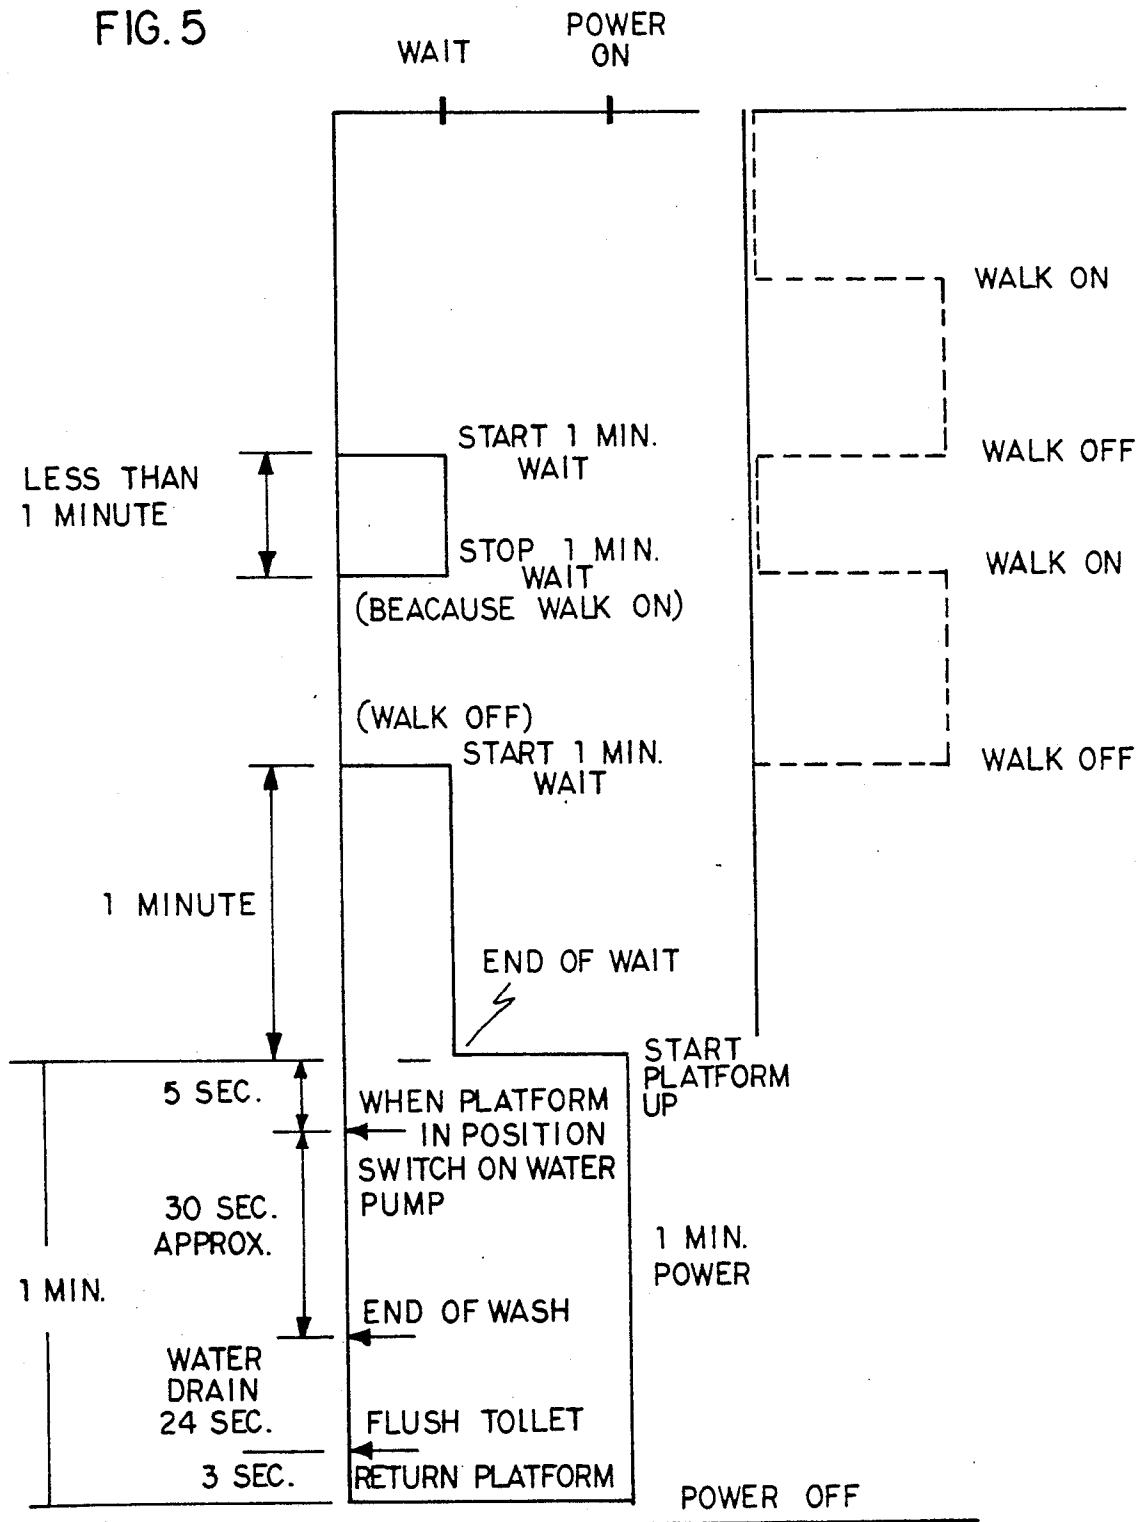 FIG. 5
WAIT
POWER
ON
WALK ON
START 1 MIN.
WAIT
WALK OFF
LESS THAN
1 MINUTE
STOP 1 MIN.
WAIT
(BEACAUSE WALK ON)
WALK ON
(WALK OFF)
START 1 MIN.
WAIT
WALK OFF
1 MINUTE
END OF WAIT
START
PLATFORM
UP
5 SEC.
WHEN PLATFORM
IN POSITION
SWITCH ON WATER
PUMP
30 SEC.
APPROX.
1 MIN.
POWER
1 MIN.
END OF WASH
WATER
DRAIN
24 SEC.
FLUSH TOLLET
3 SEC.
RETURN PLATFORM
POWER OFF